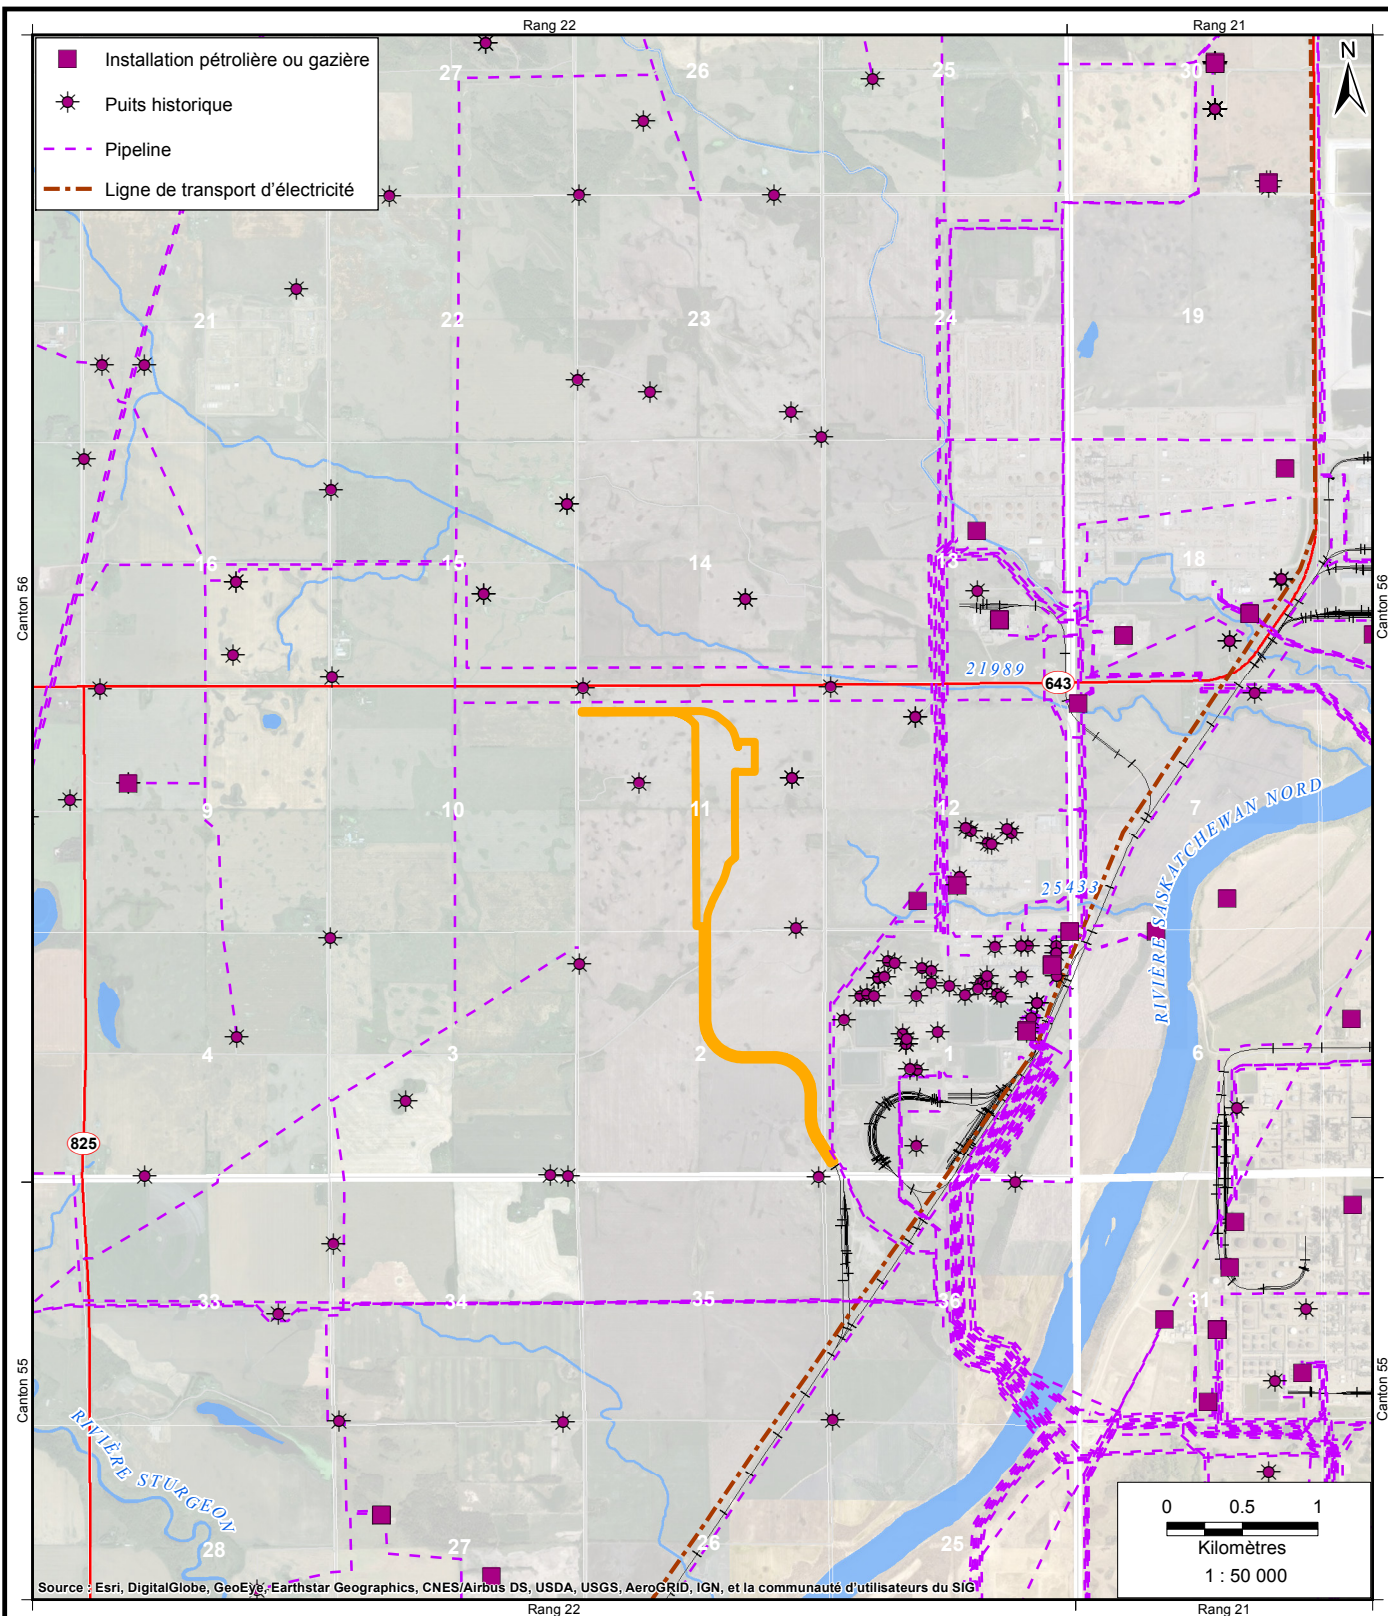 Rang 22
Rang 21
Installation pétrolière ou gazière
Puits historique
Pipeline
Ligne de transport d'électricité
N
27
26
25
30
21
22
23
24
19
16
15
14
13
18
Canton 56
Canton 56
21989
643
9
10
11
12
7
RIVIÈRE SASKATCHEWAN NORD
25433
4
3
2
1
6
825
33
34
35
36
31
Canton 55
Canton 55
RIVIÈRE STURGEON
28
27
26
25
0 0.5 1
Kilomètres
1 : 50 000
Source : Esri, DigitalGlobe, GeoEye, Earthstar Geographics, CNES/Airbus DS, USDA, USGS, AeroGRID, IGN, et la communauté d'utilisateurs du SIG
Rang 22
Rang 21